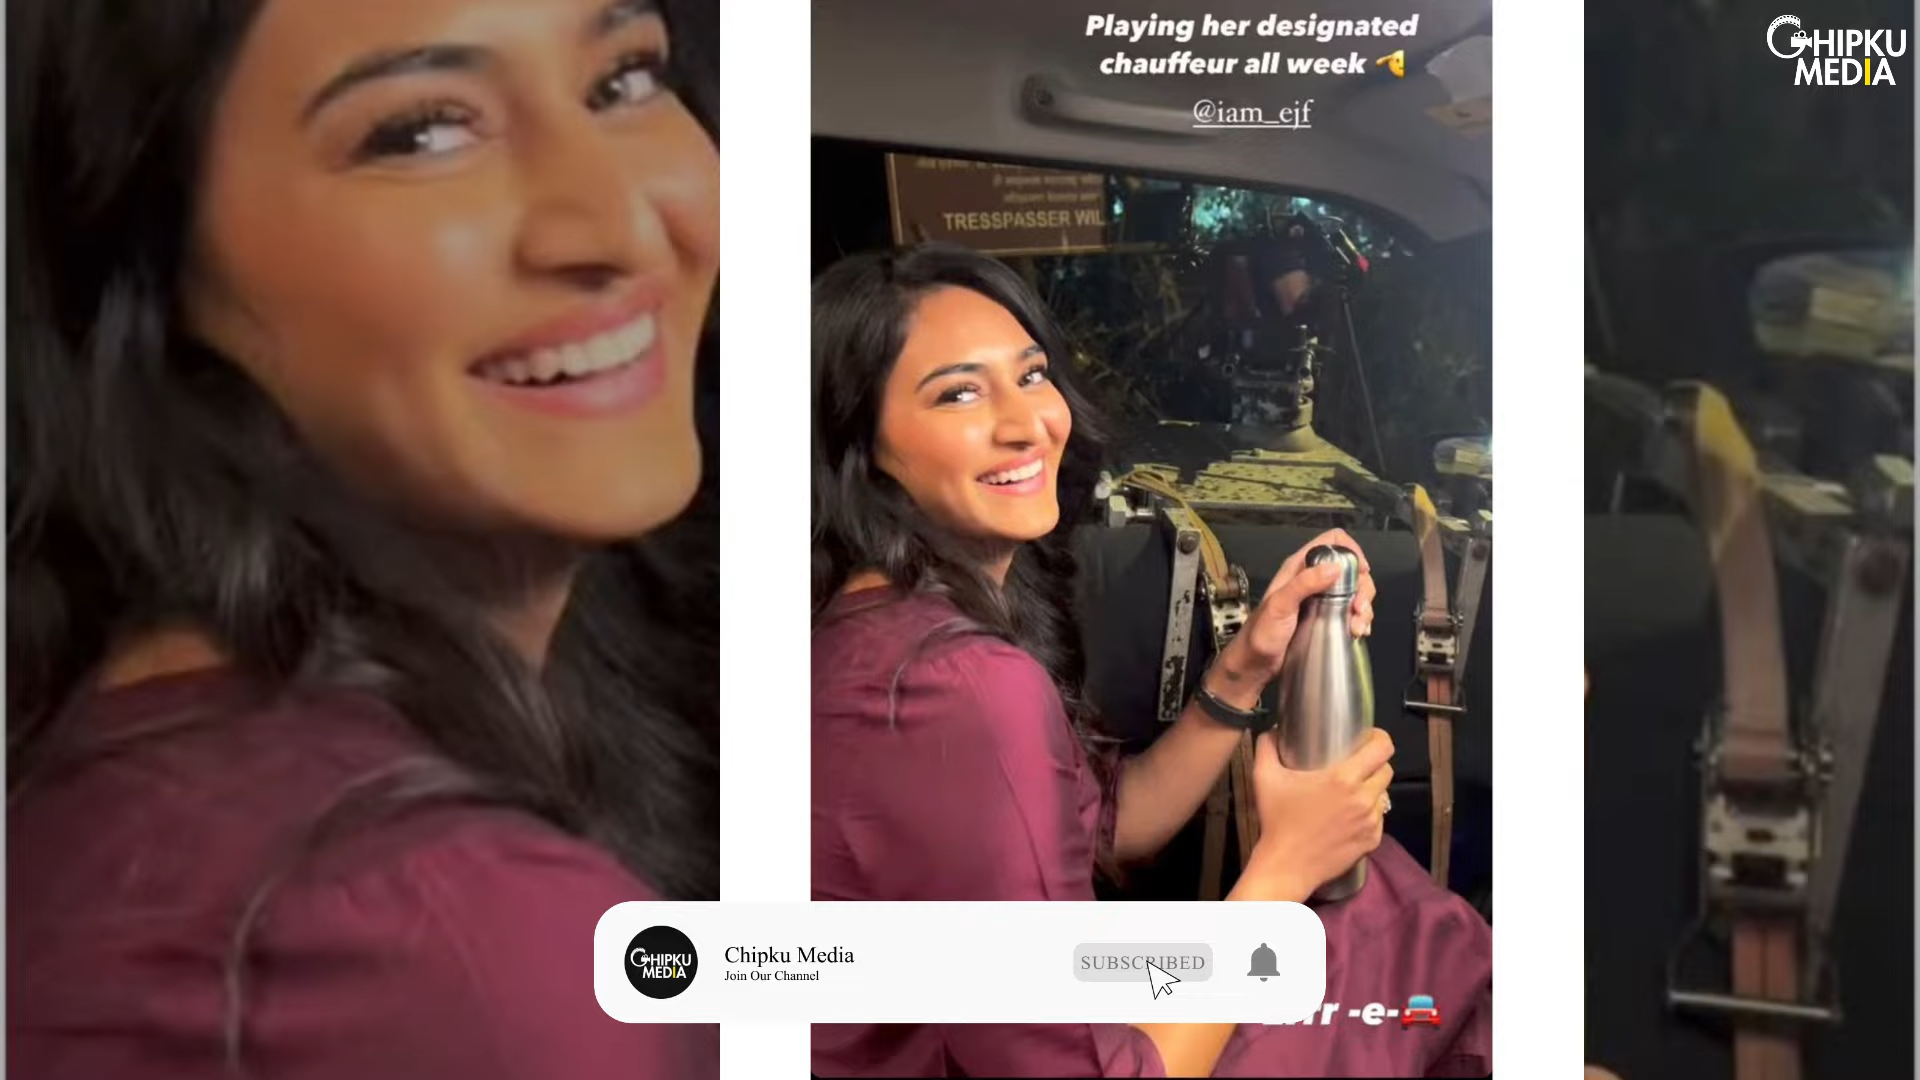 Playing her designated
chauffeur all week
@iam_ejf
TRESSPASSER WIL
CHIPKU
MEDIA
CHIPKU
MEDIA
Chipku Media
Join Our Channel
SUBSCRIBED
-e-